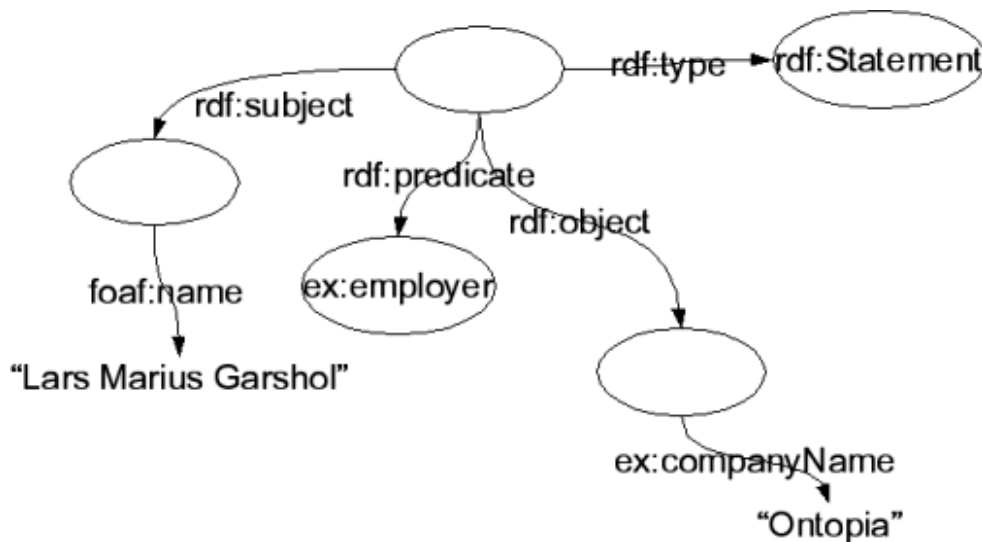 rdf:type
rdf:Statement
rdf:subject
rdf:predicate
rdf:object
ex:employer
foaf:name
“Lars Marius Garshol”
ex:companyName
“Ontopia”